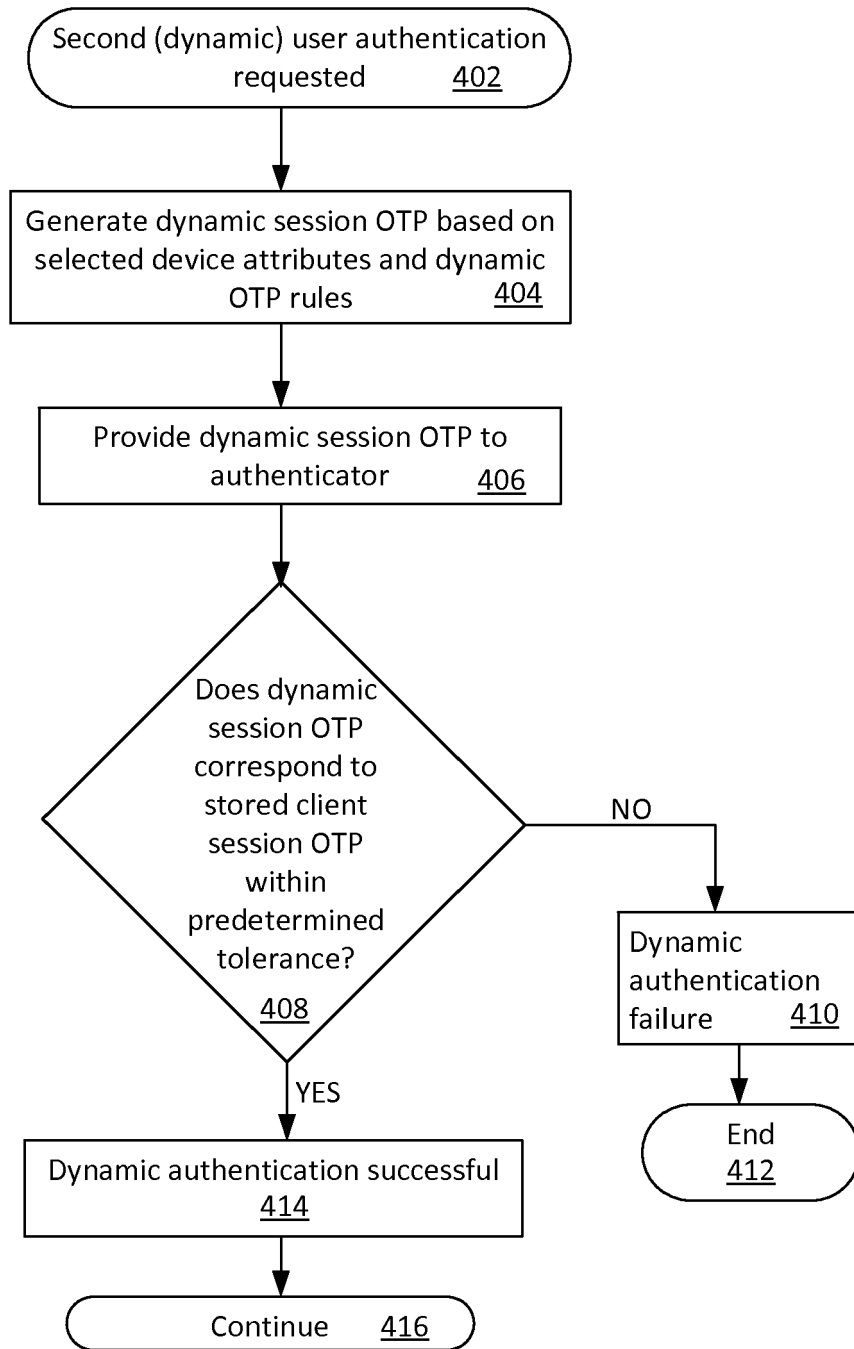 Second (dynamic) user authentication
requested 402
Generate dynamic session OTP based on
selected device attributes and dynamic
OTP rules 404
Provide dynamic session OTP to
authenticator 406
Does dynamic
session OTP
correspond to
stored client
session OTP
within
predetermined
tolerance?
408
NO
Dynamic
authentication
failure 410
End
412
YES
Dynamic authentication successful
414
Continue 416